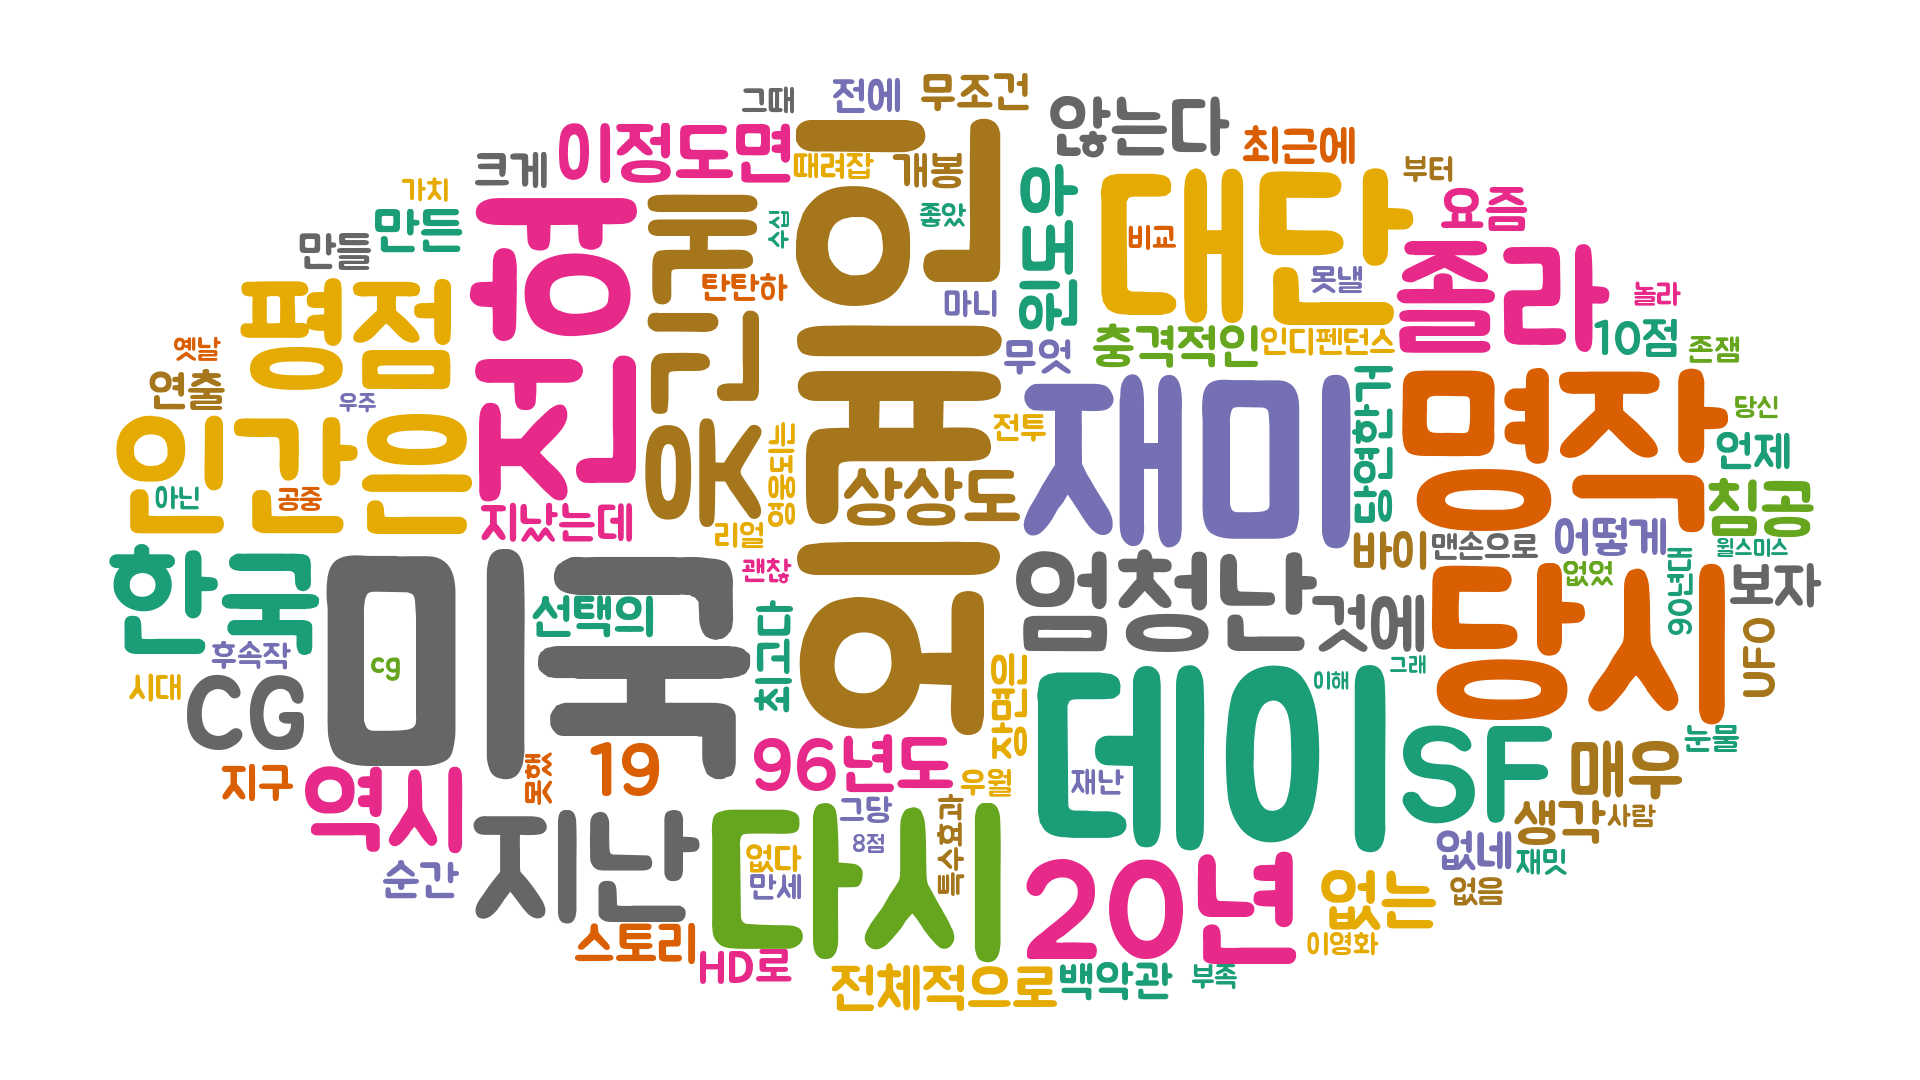 그때
전에
무조건
않는다
최근에
이정도면
때려잡
개봉
크게
부터
가치
만든
만들
대단
요즘
좋았
수십
비교
전혀
웃긴게
외계인
졸라
탄탄하
못낼
마니
놀라
평점
10점
존잼
옛날
연출
무엇
충격적인
인디펜던스
우주
재미
당연한거
명작
당신
인간은
전투
언제
영웅되는
상상도
아닌
공중
침공
지났는데
리얼
바이
맨손으로
어떻게
윌스미스
한국
미국
괜찮
엄청난
없었
90년대
보자
선택의
최고다
것에
당시
후속작
cg
그래
이해
UFO
시대
CG
장면인
데이
SF
눈물
지구
역시
못했
19
96년도
우월
재난
매우
지난
다시
그당
특수효과
생각
사람
8점
없다
없네
재밋
순간
만세
20년
없는
없음
스토리
이영화
HD로
전체적으로
백악관
부족